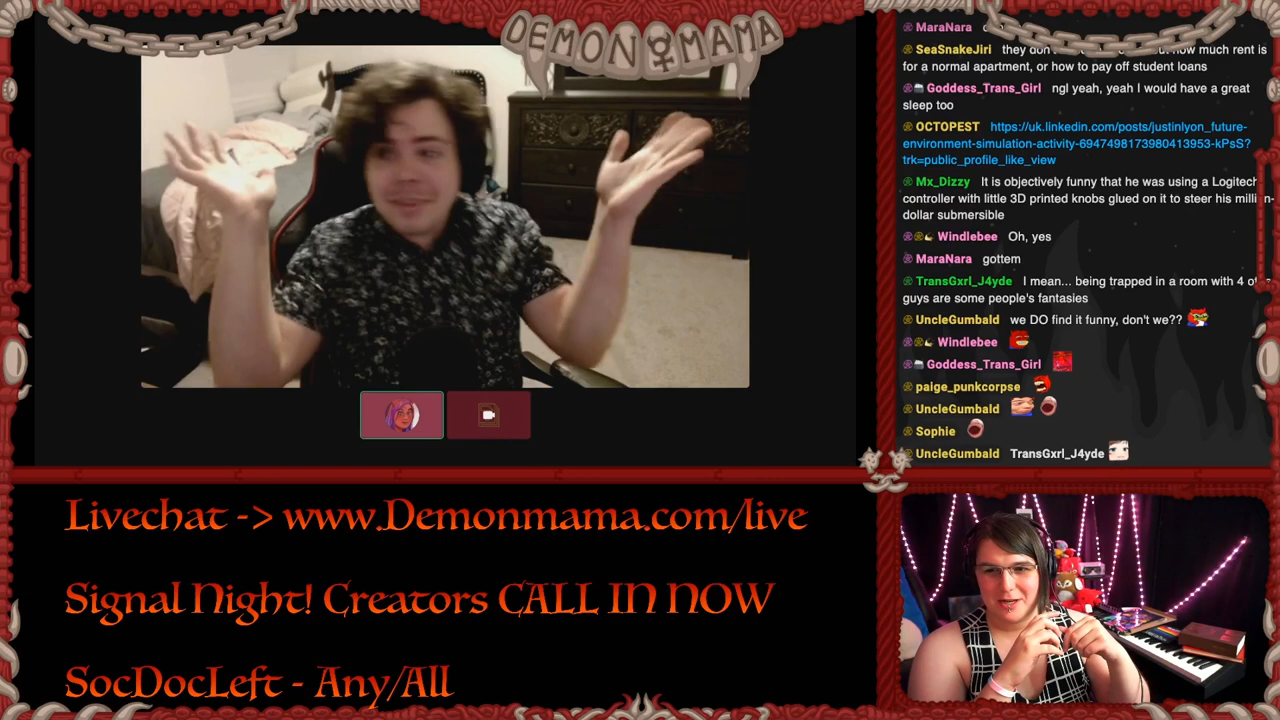 DEMON MAMA
MaraNara
SeaSnakeJiri they don't how much rent is
for a normal apartment, or how to pay off student loans
Goddess_Trans_Girl ngl yeah, yeah I would have a great
sleep too
OCTOPEST https://uk.linkedin.com/posts/justinlyon_future-
environment-simulation-activity-6947498173980413953-kPsS?
trk=public_profile_like_view
Mx_Dizzy It is objectively funny that he was using a Logitech
controller with little 3D printed knobs glued on it to steer his million-
dollar submersible
Windlebee Oh, yes
MaraNara gottem
TransGxrl_J4yde I mean... being trapped in a room with 4
guys are some people's fantasies
UncleGumbald we DO find it funny, don't we??
Windlebee
Goddess_Trans_Girl
paige_punkcorpse
UncleGumbald
Sophie
UncleGumbald TransGxrl_J4yde
Livechat -> www.Demonmama.com/live
Signal Night! Creators CALL IN NOW
SocDocLeft - Any/All